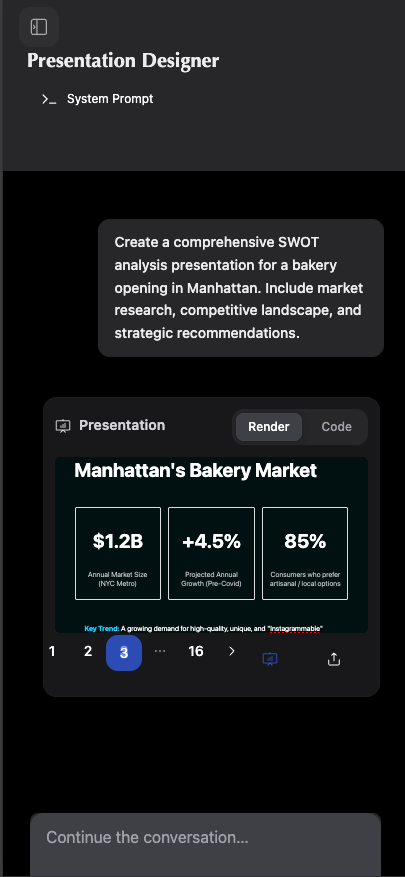 Presentation Designer
System Prompt
Create a comprehensive SWOT
analysis presentation for a bakery
opening in Manhattan. Include market
research, competitive landscape, and
strategic recommendations.
Presentation
Render Code
Manhattan's Bakery Market
$1.2B +4.5% 85%
Annual Market Size Projected Annual Consumers who prefer
(NYC Metro) Growth (Pre-Covid) artisanal / local options
Key Trend: A growing demand for high-quality, unique, and "Instagrammable"
1 2 3 ··· 16
Continue the conversation...